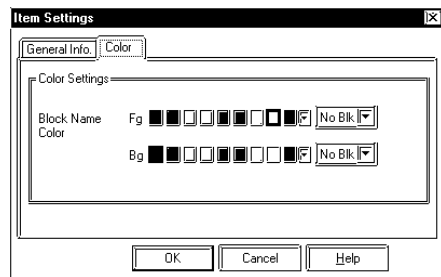 Item Settings
General Info. Color
Color Settings
Block Name Color
Fg No Blk
Bg No Blk
OK Cancel Help